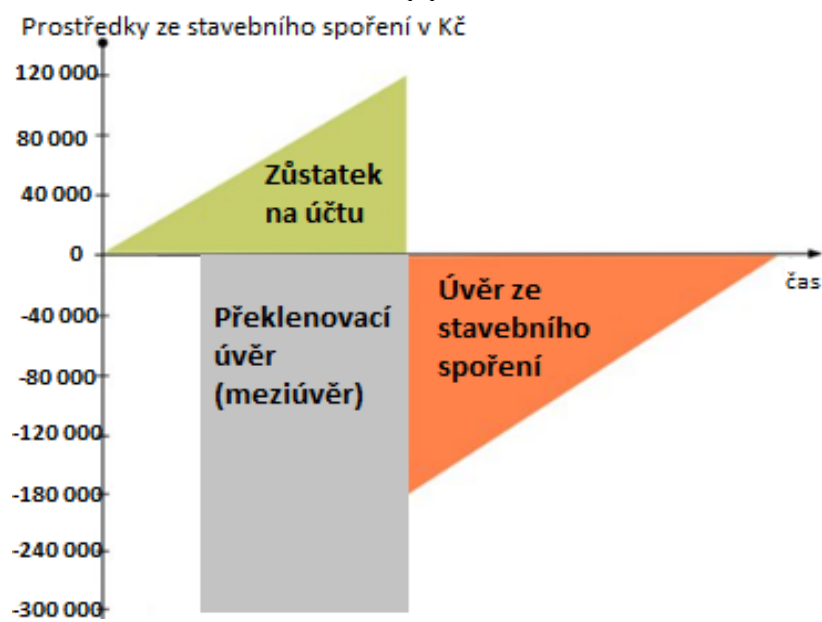 Prostředky ze stavebního spoření v Kč
120 000
80 000
40 000
0
-40 000
-80 000
-120 000
-180 000
-240 000
-300 000
Zůstatek
na účtu
čas
Překlenovací
úvěr
(meziúvěr)
Úvěr ze
stavebního
spoření